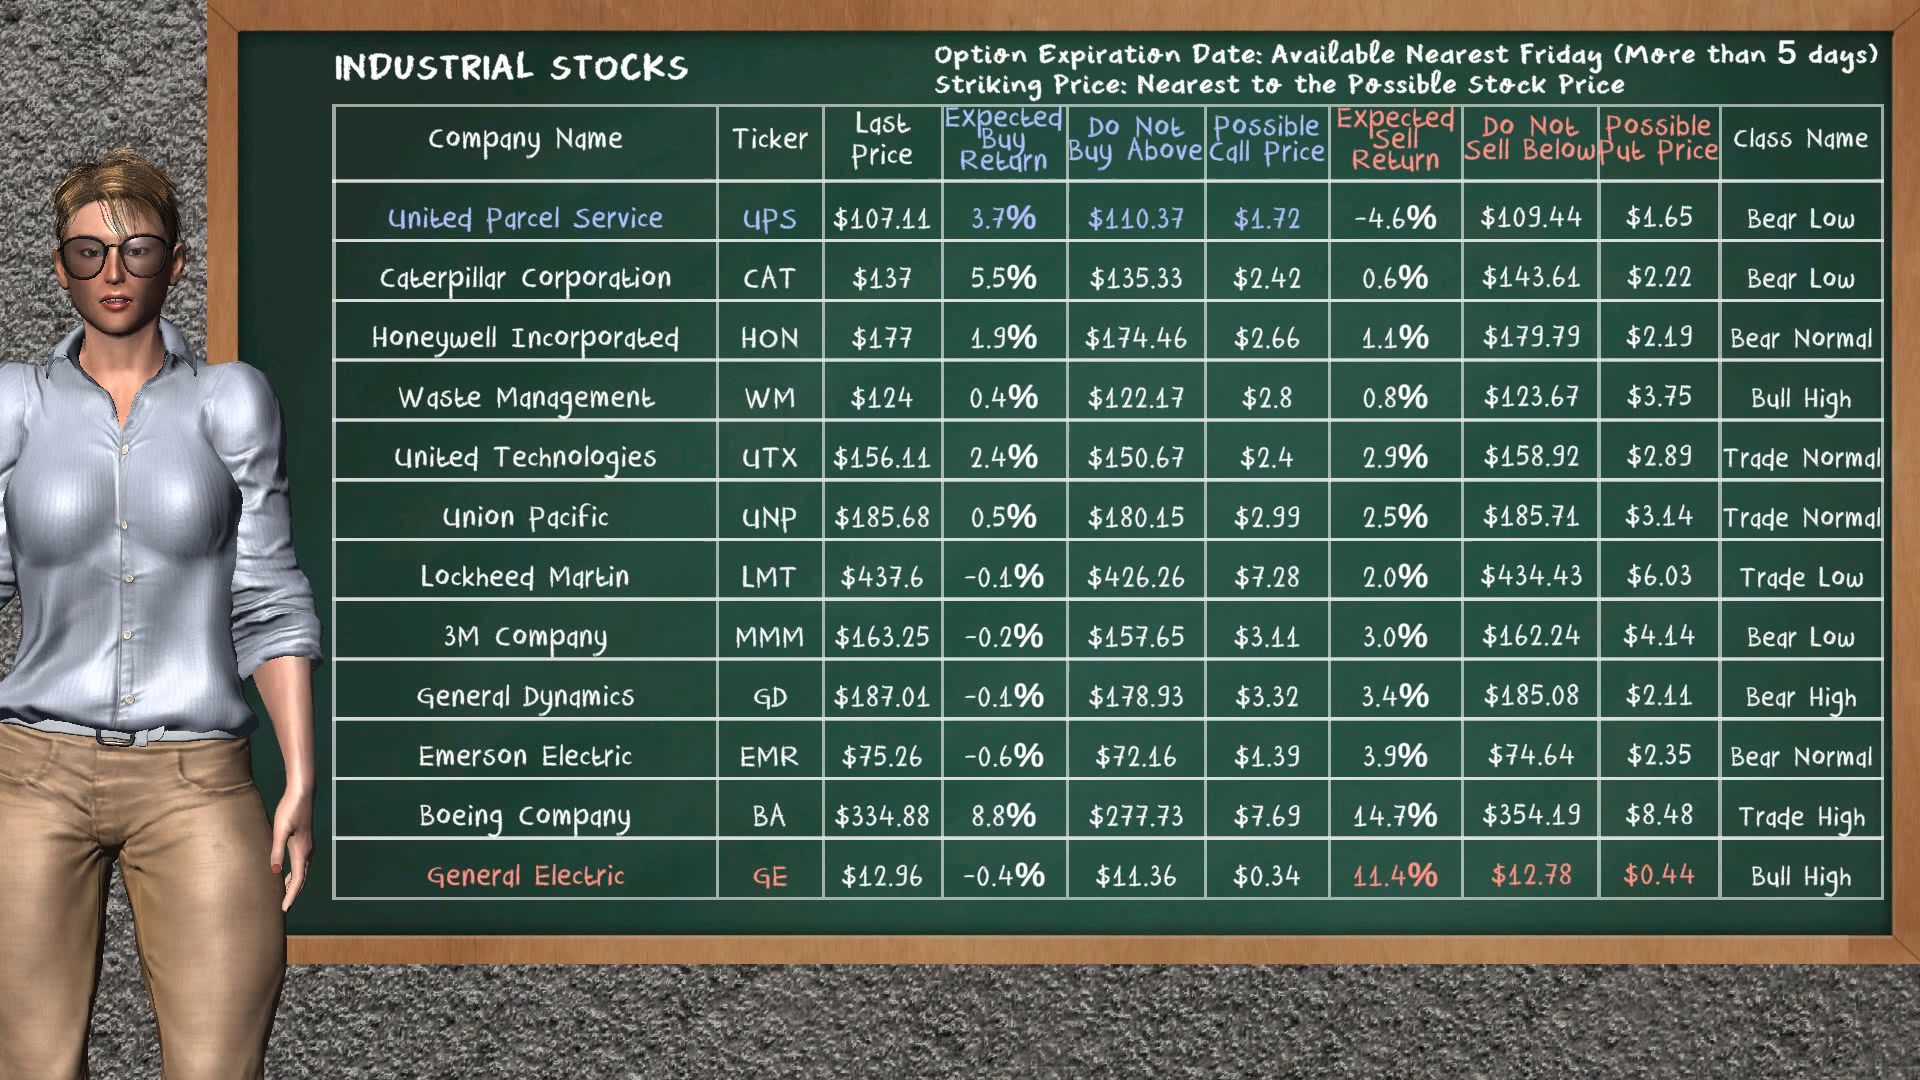 INDUSTRIAL STOCKS
Option Expiration Date: Available Nearest Friday (More than 5 days)
Striking Price: Nearest to the Possible Stock Price
Company Name Ticker Last Price Expected Buy Return Do Not Buy Above Possible Call Price Expected Sell Return Do Not Sell Below Possible Put Price Class Name
United Parcel Service UPS $107.11 3.7% $110.37 $1.72 -4.6% $109.44 $1.65 Bear Low
Caterpillar Corporation CAT $137 5.5% $135.33 $2.42 0.6% $143.61 $2.22 Bear Low
Honeywell Incorporated HON $177 1.9% $174.46 $2.66 1.1% $179.79 $2.19 Bear Normal
Waste Management WM $124 0.4% $122.17 $2.8 0.8% $123.67 $3.75 Bull High
United Technologies UTX $156.11 2.4% $150.67 $2.4 2.9% $158.92 $2.89 Trade Normal
Union Pacific UNP $185.68 0.5% $180.15 $2.99 2.5% $185.71 $3.14 Trade Normal
Lockheed Martin LMT $437.6 -0.1% $426.26 $7.28 2.0% $434.43 $6.03 Trade Low
3M Company MMM $163.25 -0.2% $157.65 $3.11 3.0% $162.24 $4.14 Bear Low
General Dynamics GD $187.01 -0.1% $178.93 $3.32 3.4% $185.08 $2.11 Bear High
Emerson Electric EMR $75.26 -0.6% $72.16 $1.39 3.9% $74.64 $2.35 Bear Normal
Boeing Company BA $334.88 8.8% $277.73 $7.69 14.7% $354.19 $8.48 Trade High
General Electric GE $12.96 -0.4% $11.36 $0.34 11.4% $12.78 $0.44 Bull High